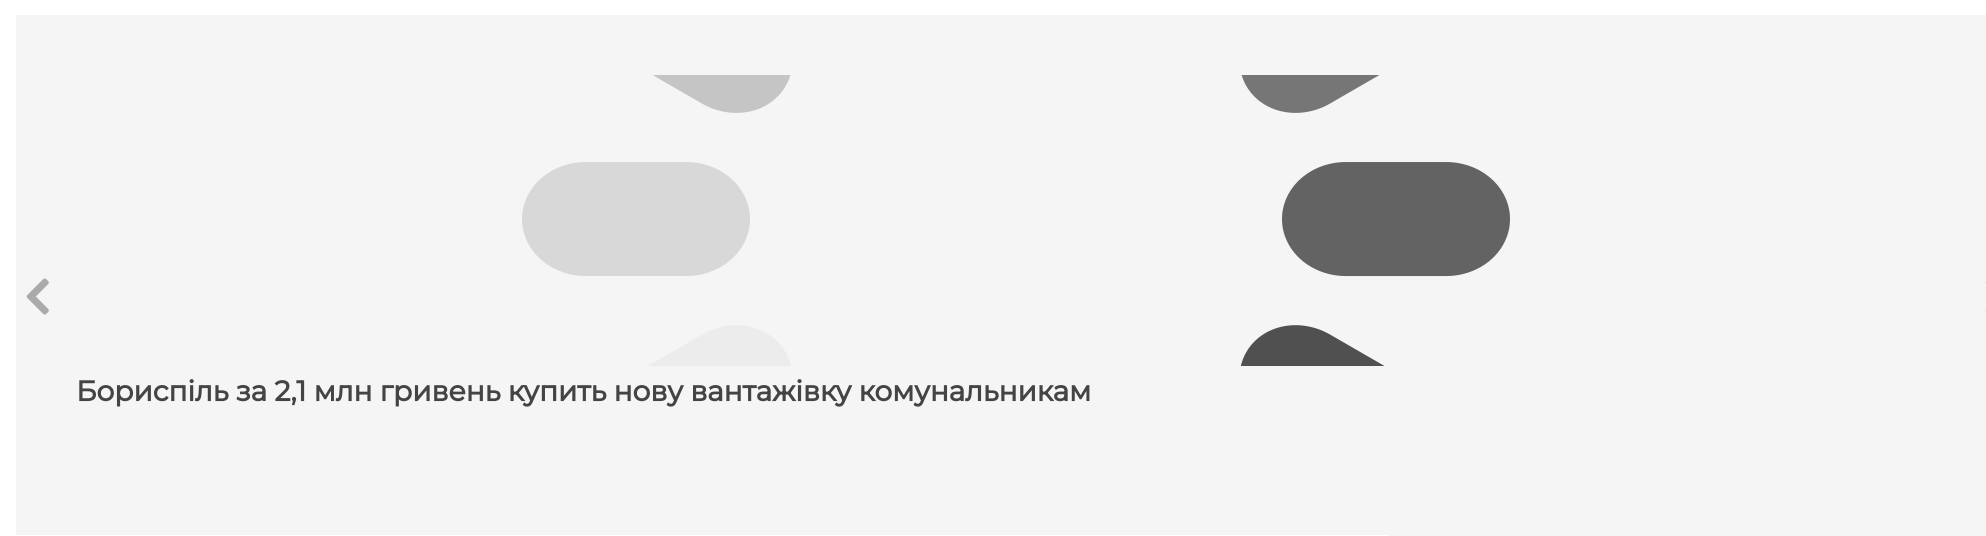 Бориспіль за 2,1 млн гривень купить нову вантажівку комунальникам